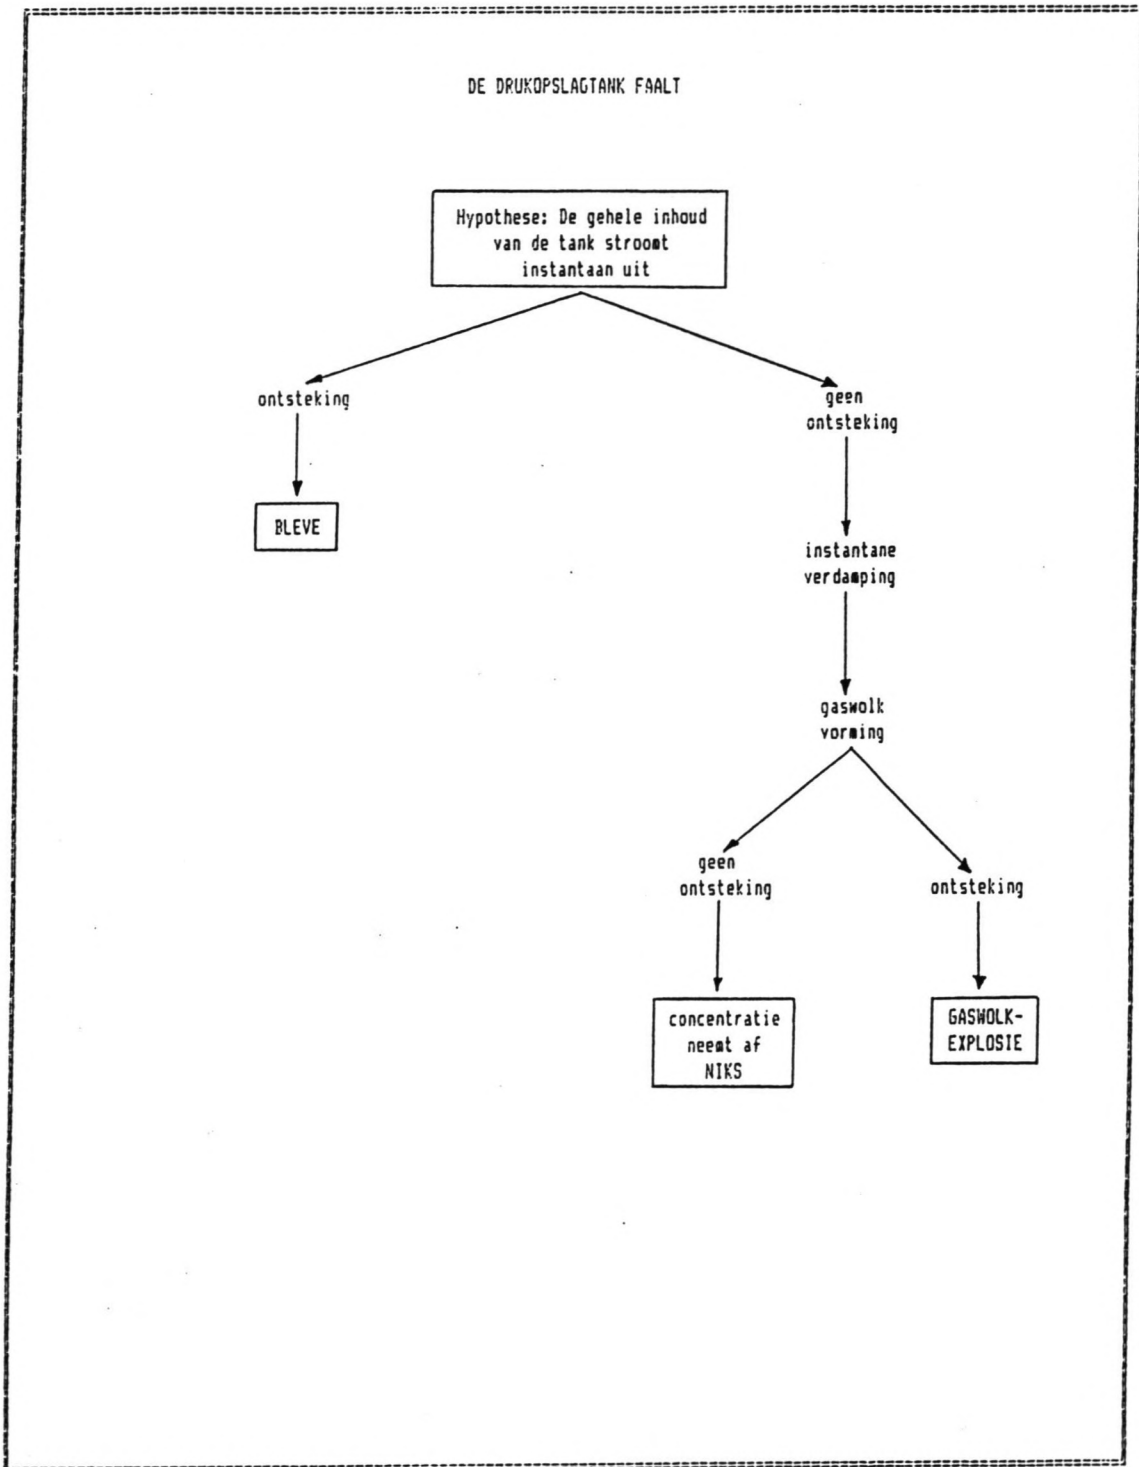 DE DRUKOPSLAGTANK FAALT
Hypothese: De gehele inhoud
van de tank stroomt
instantaan uit
ontsteking
geen
ontsteking
BLEVE
instantane
verdamping
gaswolk
vorming
geen
ontsteking
ontsteking
concentratie
neemt af
NIKS
GASWOLK-
EXPLOSIE